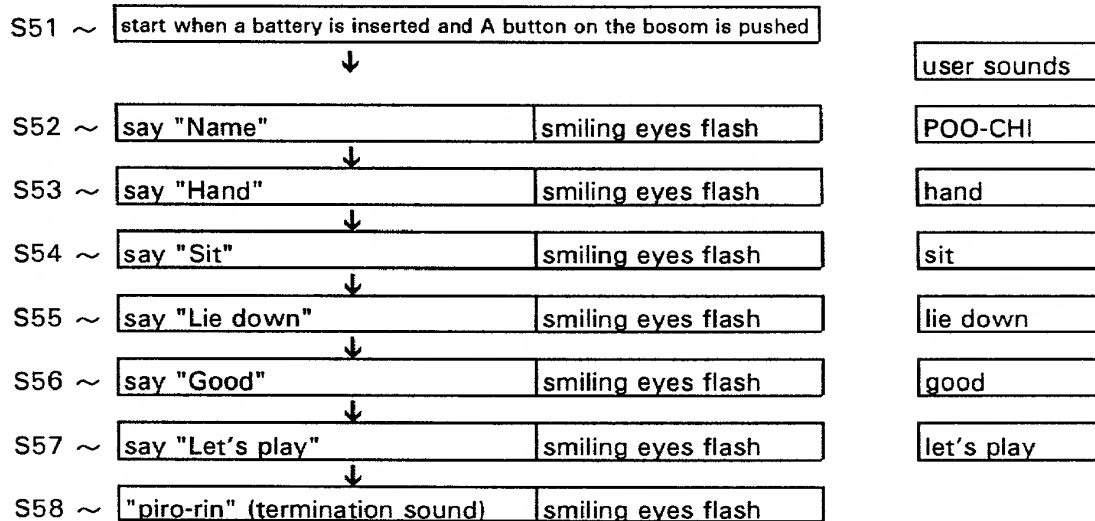 S51 ~ start when a battery is inserted and A button on the bosom is pushed
user sounds
S52 ~ say "Name" smiling eyes flash POO-CHI
S53 ~ say "Hand" smiling eyes flash hand
S54 ~ say "Sit" smiling eyes flash sit
S55 ~ say "Lie down" smiling eyes flash lie down
S56 ~ say "Good" smiling eyes flash good
S57 ~ say "Let's play" smiling eyes flash let's play
S58 ~ "piro-rin" (termination sound) smiling eyes flash